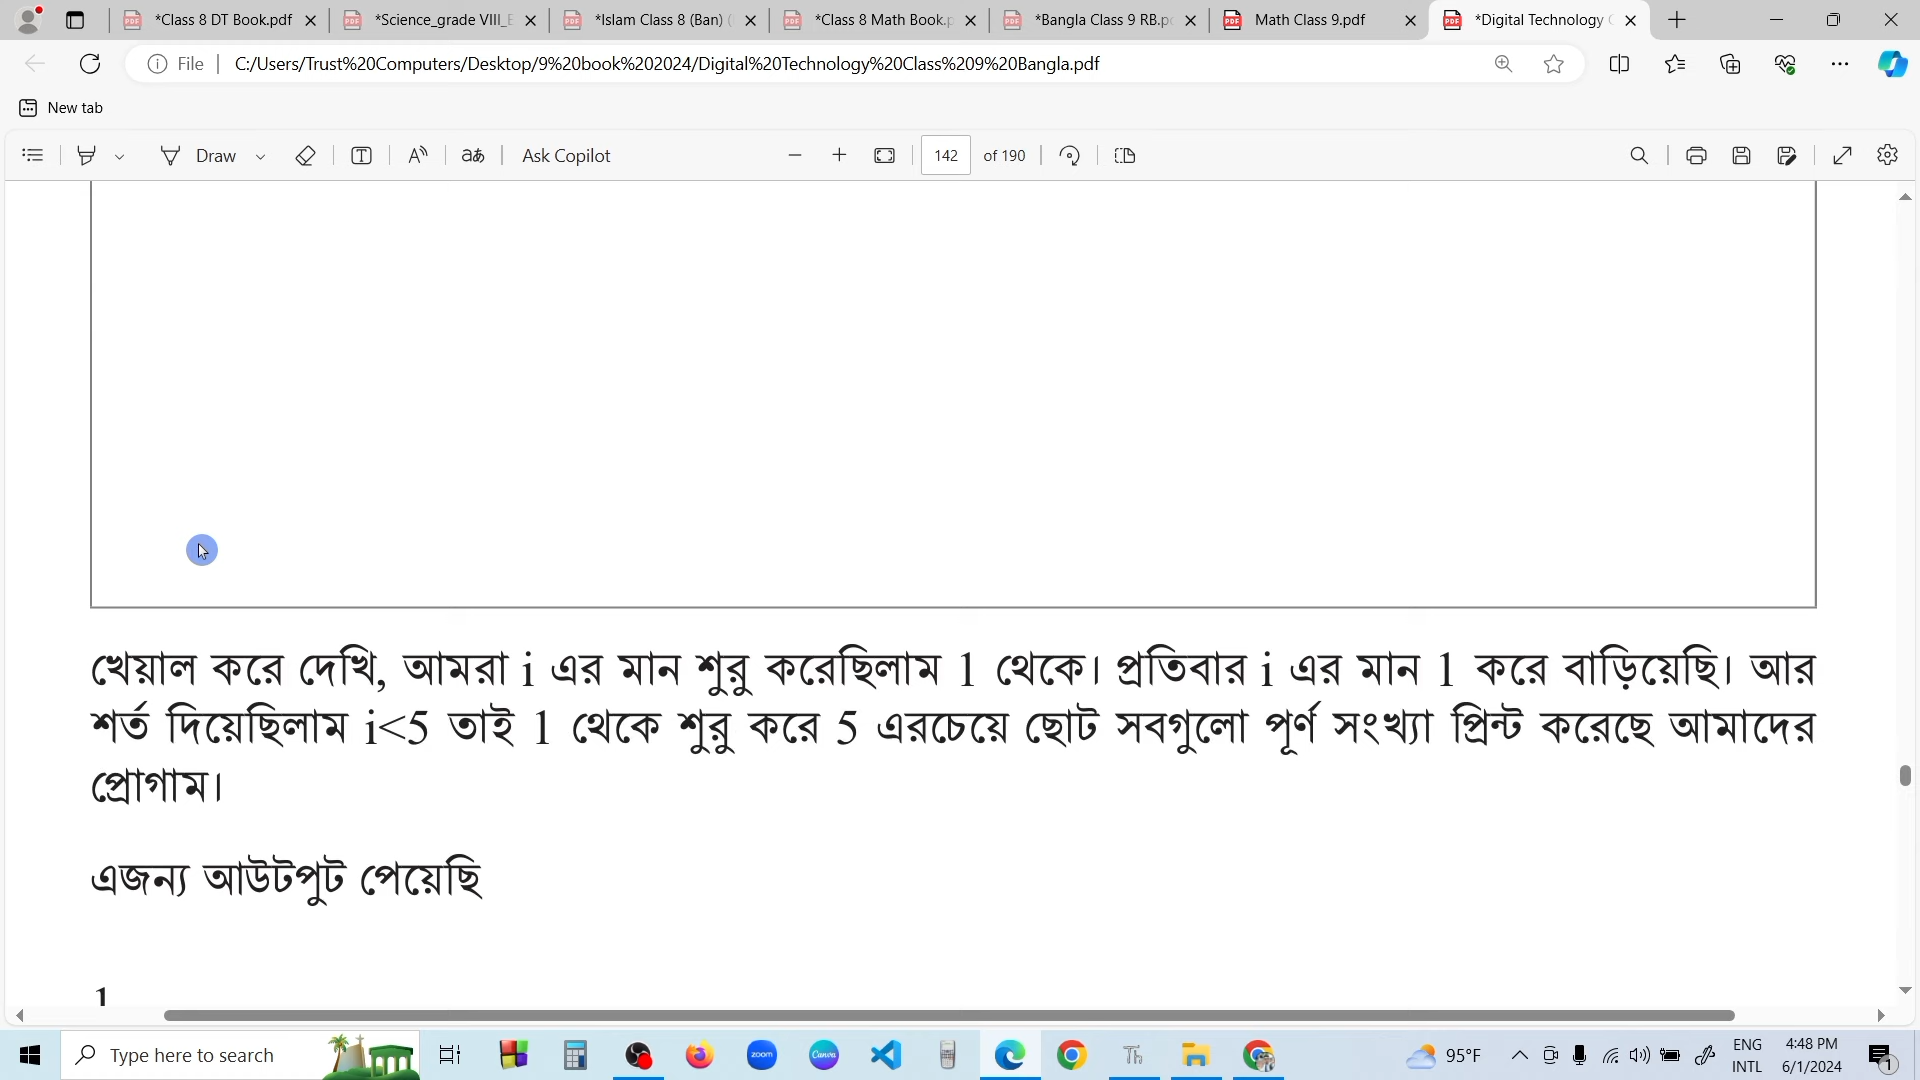 *Class 8 DT Book.pdf
*Science_grade VIII_E
*Islam Class 8 (Ban) (
*Class 8 Math Book.p
*Bangla Class 9 RB.pd
Math Class 9.pdf
*Digital Technology C
File
C:/Users/Trust%20Computers/Desktop/9%20book%202024/Digital%20Technology%20Class%209%20Bangla.pdf
New tab
Draw
Ask Copilot
142 of 190
খেয়াল করে দেখি, আমরা i এর মান শুরু করেছিলাম 1 থেকে। প্রতিবার i এর মান 1 করে বাড়িয়েছি। আর
শর্ত দিয়েছিলাম i<5 তাই 1 থেকে শুরু করে 5 এরচেয়ে ছোট সবগুলো পূর্ণ সংখ্যা প্রিন্ট করেছে আমাদের
প্রোগাম।
এজন্য আউটপুট পেয়েছি
1
Type here to search
zoom
Canva
95°F
ENG
INTL
4:48 PM
6/1/2024
1